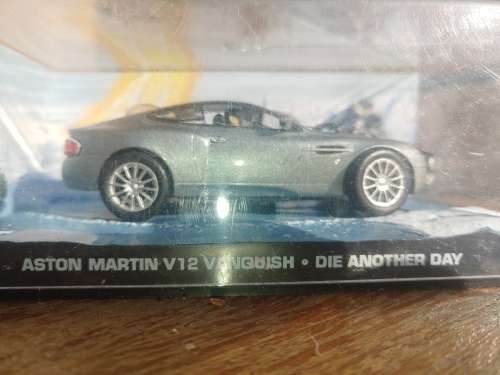 ASTON MARTIN V12 VANQUISH • DIE ANOTHER DAY